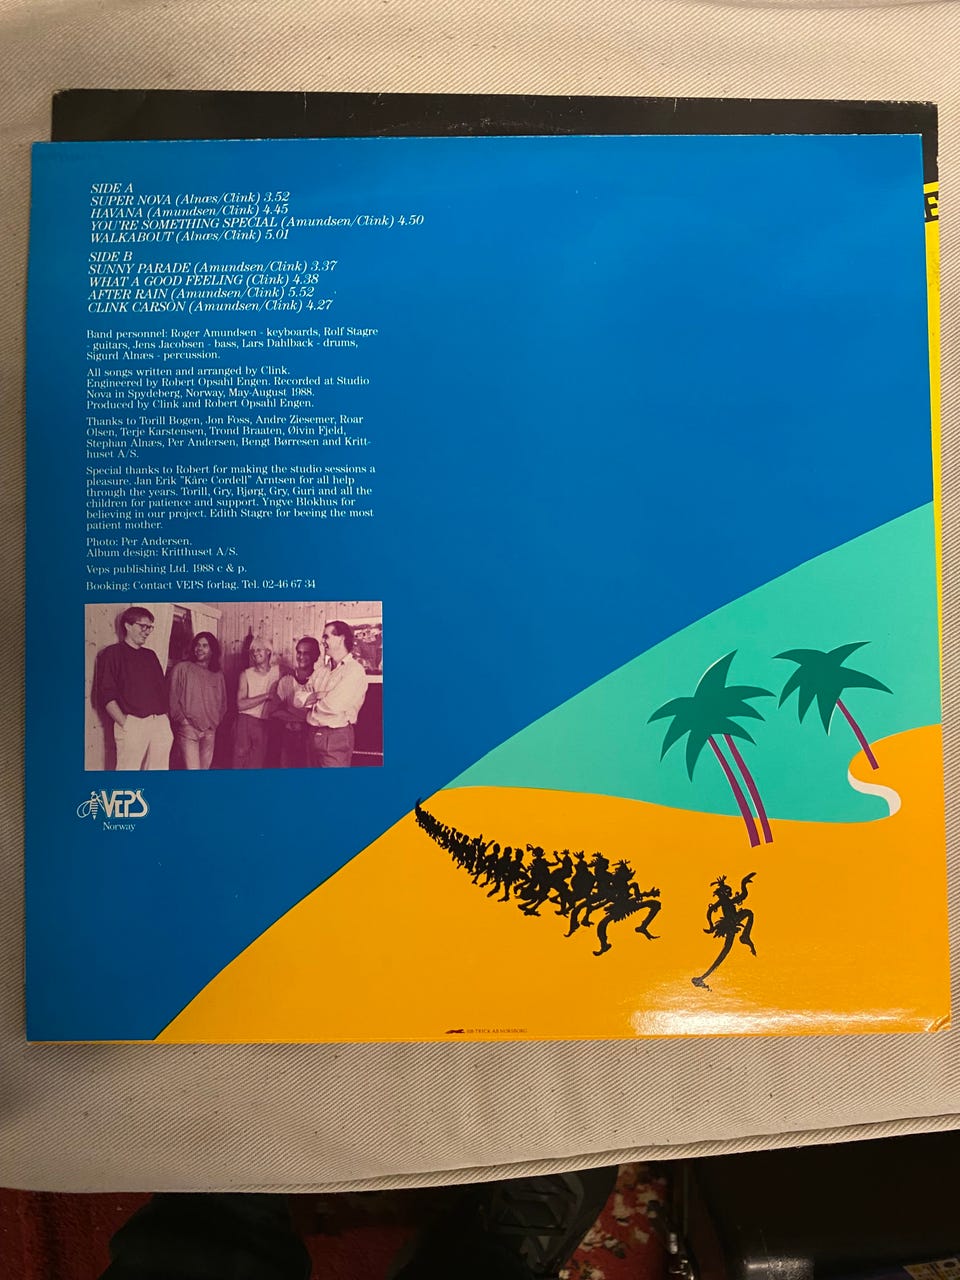 SIDE A
SUPER NOVA (Alnæs/Clink) 3.52
HAVANA (Amundsen/Clink) 4.45
YOU'RE SOMETHING SPECIAL (Amundsen/Clink) 4.50
WALKABOUT (Alnæs/Clink) 5.01
SIDE B
SUNNY PARADE (Amundsen/Clink) 3.37
WHAT A GOOD FEELING (Clink) 4.38
AFTER RAIN (Amundsen/Clink) 5.52
CLINK CARSON (Amundsen/Clink) 4.27
Band personnel: Roger Amundsen - keyboards, Rolf Stagre
- guitars, Jens Jacobsen - bass, Lars Dahlback - drums,
Sigurd Alnæs - percussion.
All songs written and arranged by Clink.
Engineered by Robert Opsahl Engen. Recorded at Studio
Nova in Spydeberg, Norway, May-August 1988.
Produced by Clink and Robert Opsahl Engen.
Thanks to Torill Bogen, Jon Foss, Andre Ziesemer, Roar
Olsen, Terje Karstensen, Trond Braaten, Øivin Fjeld,
Stephan Alnæs, Per Andersen, Bengt Børresen and Kritt-
huset A/S.
Special thanks to Robert for making the studio sessions a
pleasure. Jan Erik "Kåre Cordell" Arntsen for all help
through the years. Torill, Gry, Bjørg, Gry, Guri and all the
children for patience and support. Yngve Blokhus for
believing in our project. Edith Stagre for beeing the most
patient mother.
Photo: Per Andersen.
Album design: Kritthuset A/S.
Veps publishing Ltd. 1988 c & p.
Booking: Contact VEPS forlag, Tel. 02-46 67 34
VEPS
Norway
TRYCK AB NORSBORG
E